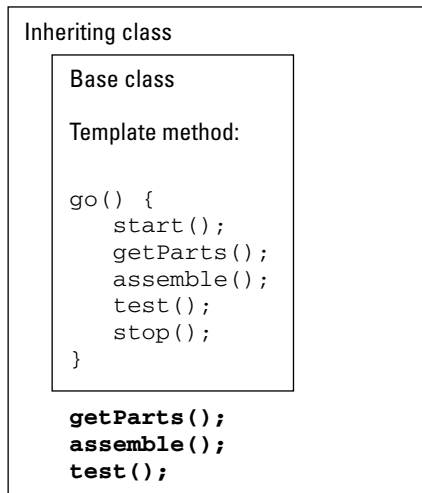 Inheriting class
Base class
Template method:
go() {
start();
getParts();
assemble();
test();
stop();
}
getParts();
assemble();
test();